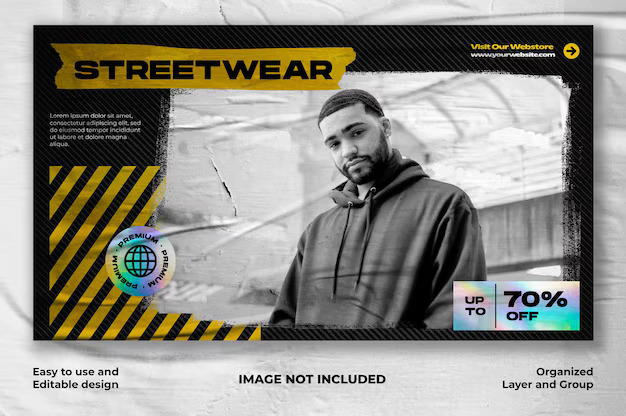 STREETWEAR
Visit Our Webstore
www.yourwebsite.com
Lorem ipsum dolor sit amet,
consectetur adipiscing elit,
sed do eiusmod incididunt
ut labore et dolore magna
aliqua.
PREMIUM • PREMIUM • PREMIUM • PREMIUM •
UP
TO
70%
OFF
Easy to use and
Editable design
IMAGE NOT INCLUDED
Organized
Layer and Group